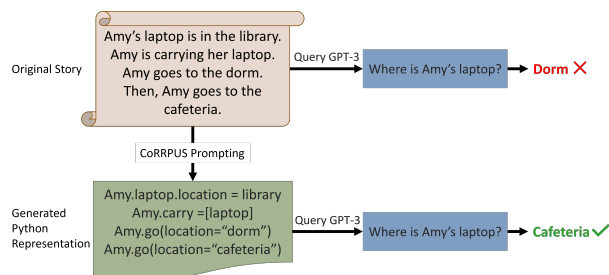 Amy's laptop is in the library.
Amy is carrying her laptop.
Amy goes to the dorm.
Then, Amy goes to the
cafeteria.
Original Story
Query GPT-3
Where is Amy's laptop?
Dorm
CoRRPUS Prompting
Generated
Python
Representation
Amy.laptop.location = library
Amy.carry =[laptop]
Amy.go(location="dorm")
Amy.go(location="cafeteria")
Query GPT-3
Where is Amy's laptop?
Cafeteria